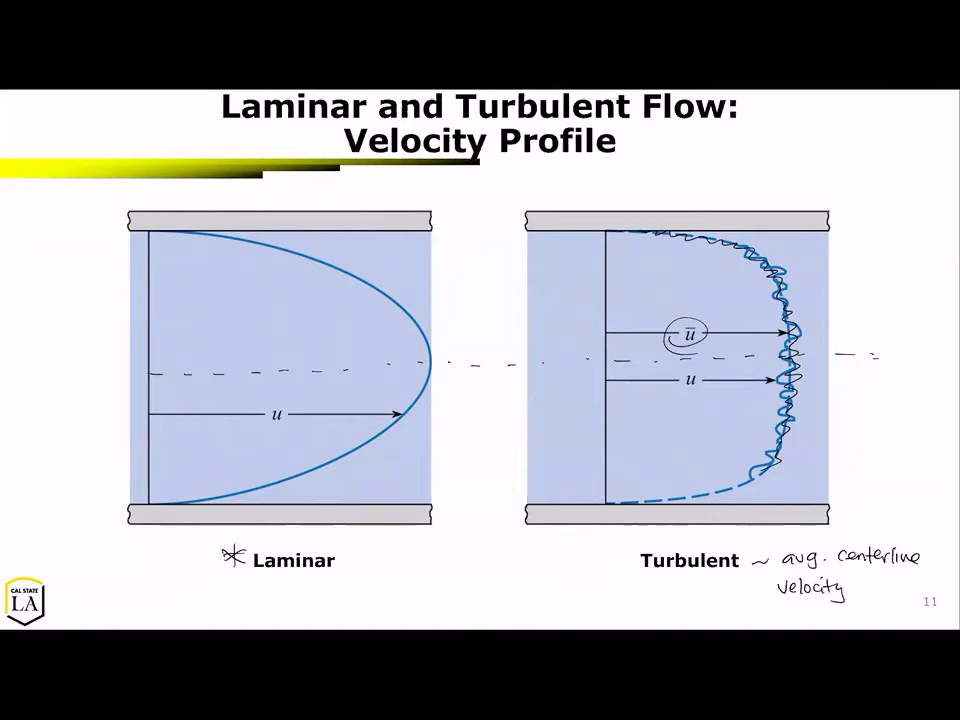 Laminar and Turbulent Flow:
Velocity Profile
u
ū
u
Laminar
Turbulent ~ avg. centerline
velocity
CAL STATE
LA
11